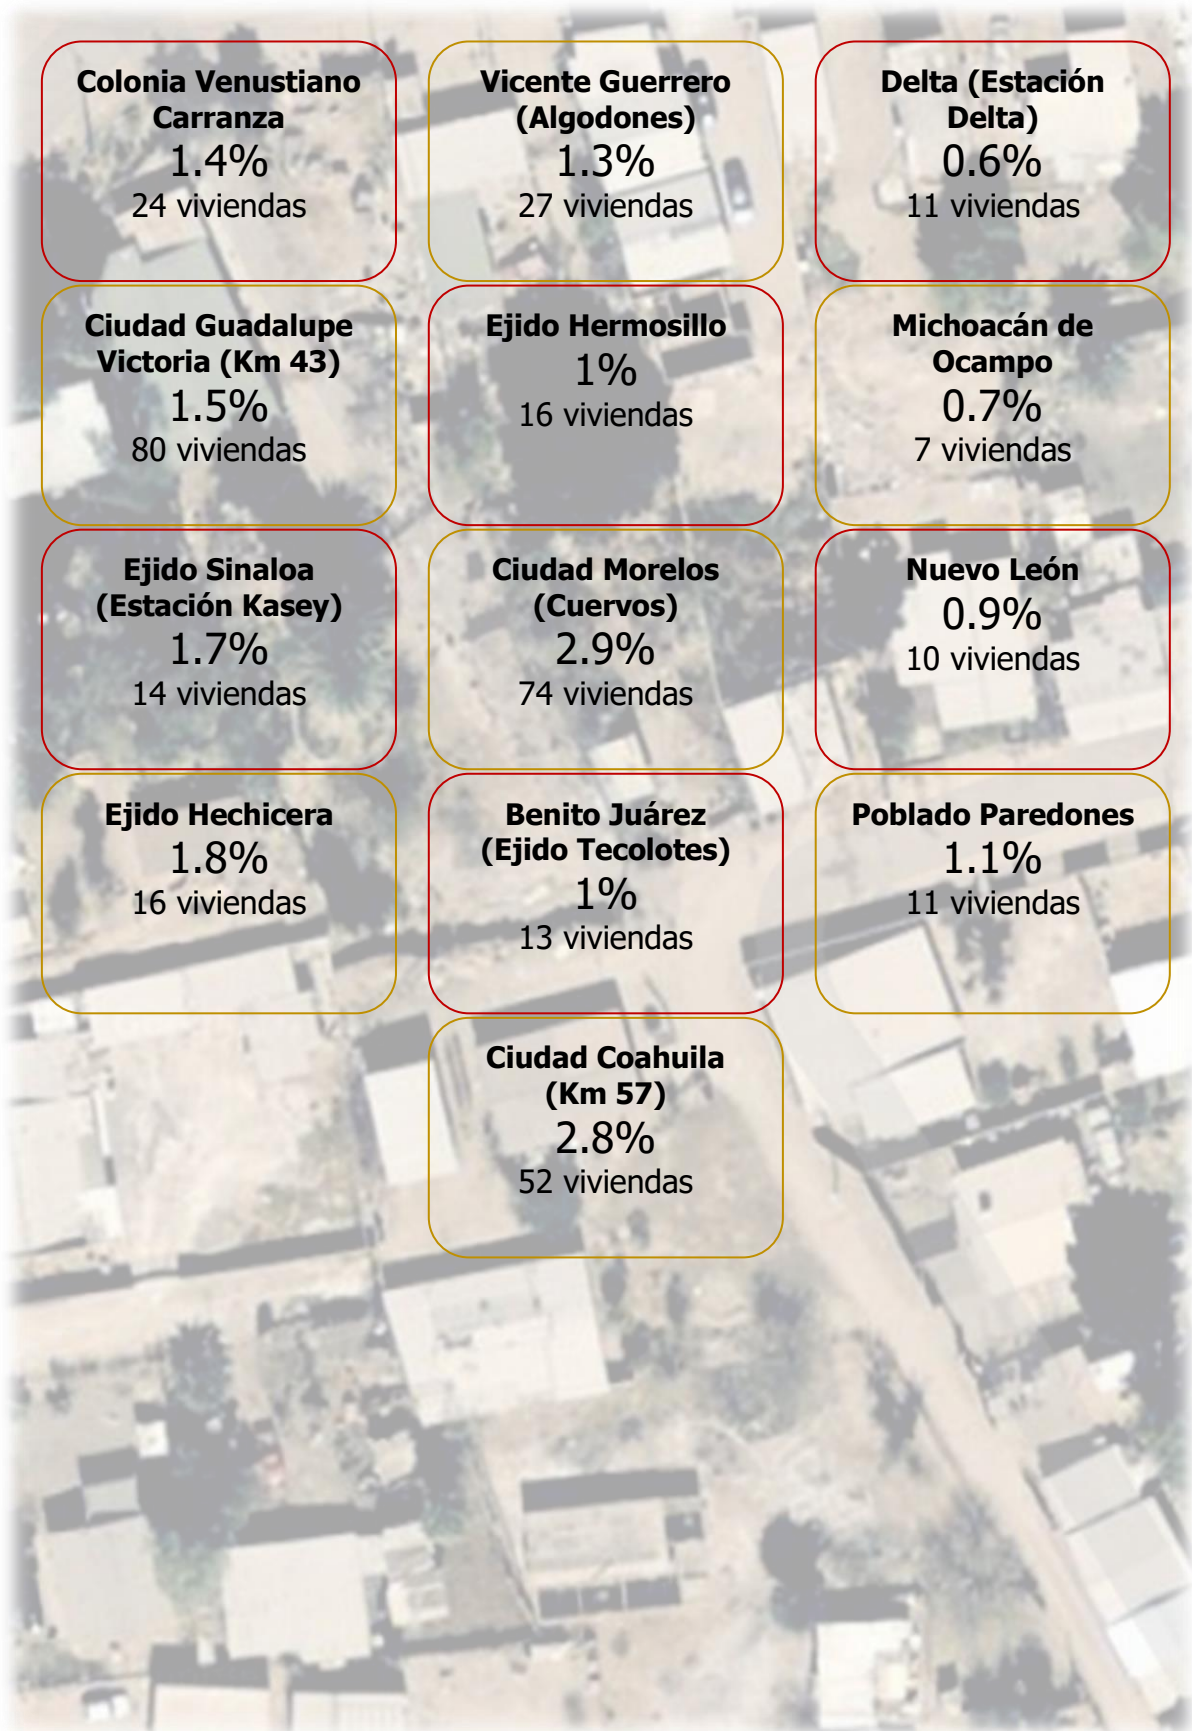 Colonia Venustiano
Carranza
1.4%
24 viviendas
Vicente Guerrero
(Algodones)
1.3%
27 viviendas
Delta (Estación
Delta)
0.6%
11 viviendas
Ciudad Guadalupe
Victoria (Km 43)
1.5%
80 viviendas
Ejido Hermosillo
1%
16 viviendas
Michoacán de
Ocampo
0.7%
7 viviendas
Ejido Sinaloa
(Estación Kasey)
1.7%
14 viviendas
Ciudad Morelos
(Cuervos)
2.9%
74 viviendas
Nuevo León
0.9%
10 viviendas
Ejido Hechicera
1.8%
16 viviendas
Benito Juárez
(Ejido Tecolotes)
1%
13 viviendas
Poblado Paredones
1.1%
11 viviendas
Ciudad Coahuila
(Km 57)
2.8%
52 viviendas